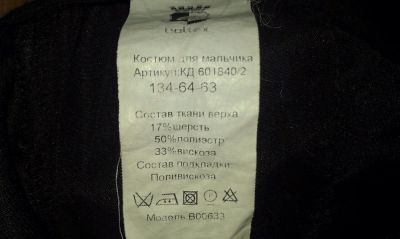 Baltex
Костюм для мальчика
Артикул:КД 601840/2
134-64-63
Состав ткани верха
17%шерсть
50%полиэстр
33%вискоза
Состав подкладки
Поливискоза
Модель В00633